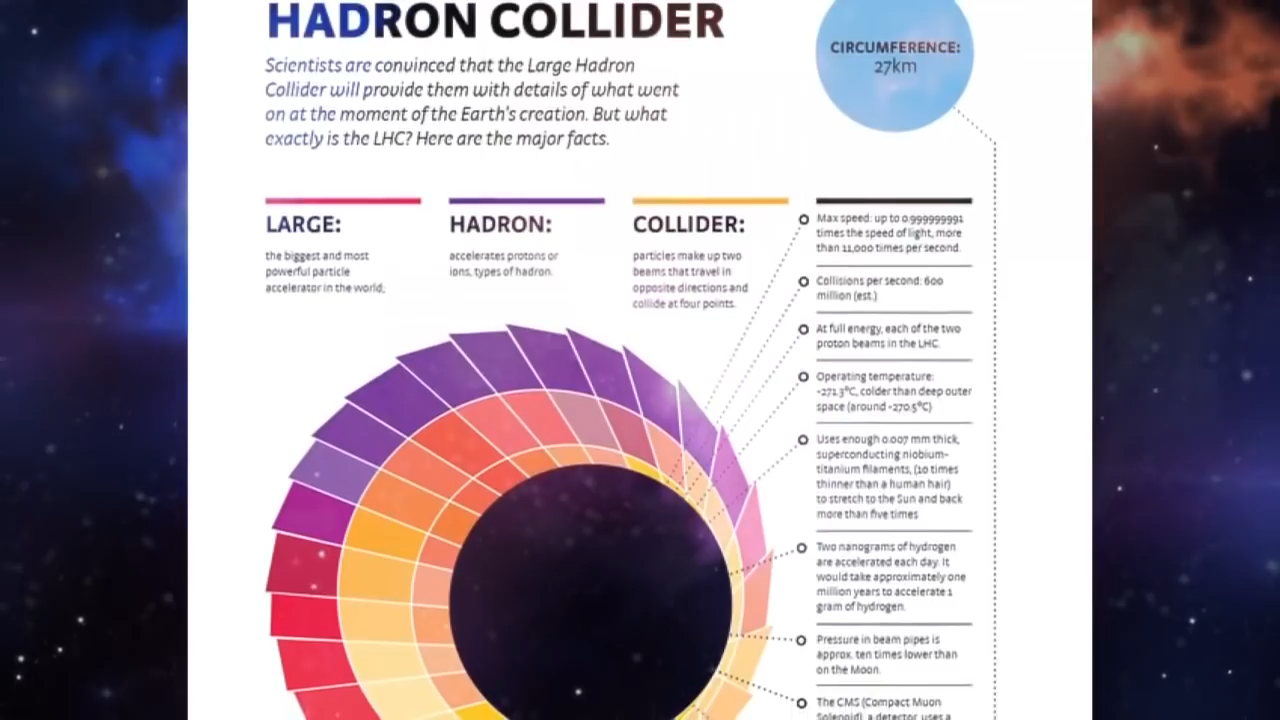 HADRON COLLIDER
Scientists are convinced that the Large Hadron
Collider will provide them with details of what went
on at the moment of the Earth's creation. But what
exactly is the LHC? Here are the major facts.
CIRCUMFERENCE:
27km
LARGE:
the biggest and most
powerful particle
accelerator in the world;
HADRON:
accelerates protons or
ions, types of hadron.
COLLIDER:
particles make up two
beams that travel in
opposite directions and
collide at four points.
Max speed: up to 0.999999991
times the speed of light, more
than 11,000 times per second.
Collisions per second: 600
million (est.)
At full energy, each of the two
proton beams in the LHC.
Operating temperature:
-271.3°C, colder than deep outer
space (around -270.5°C)
Uses enough 0.007 mm thick,
superconducting niobium-
titanium filaments, (10 times
thinner than a human hair)
to stretch to the Sun and back
more than five times
Two nanograms of hydrogen
are accelerated each day. It
would take approximately one
million years to accelerate 1
gram of hydrogen.
Pressure in beam pipes is
approx. ten times lower than
on the Moon.
The CMS (Compact Muon
Solenoid), a detector, uses a